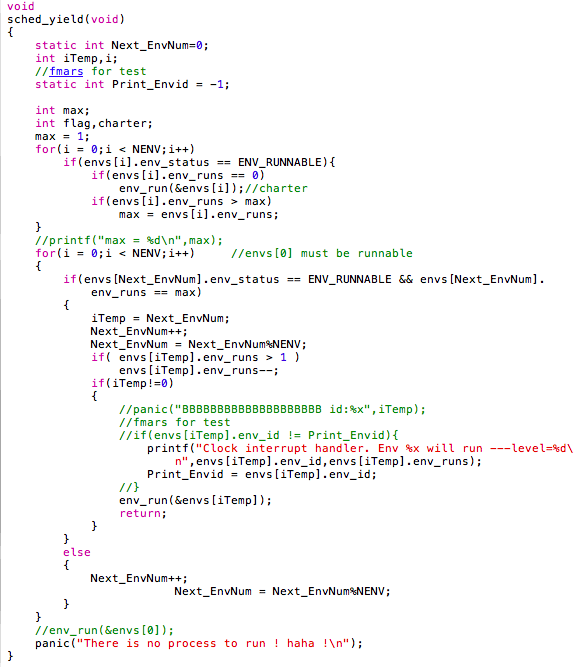 void
sched_yield(void)
{
    static int Next_EnvNum=0;
    int iTemp,i;
    //fmars for test
    static int Print_Envid = -1;

    int max;
    int flag,charter;
    max = 1;
    for(i = 0;i < NENV;i++)
        if(envs[i].env_status == ENV_RUNNABLE){
            if(envs[i].env_runs == 0)
                env_run(&envs[i]);//charter
            if(envs[i].env_runs > max)
                max = envs[i].env_runs;
    }
    //printf("max = %d\n",max);
    for(i = 0;i < NENV;i++)     //envs[0] must be runnable
    {
        if(envs[Next_EnvNum].env_status == ENV_RUNNABLE && envs[Next_EnvNum].
            env_runs == max)
        {
            iTemp = Next_EnvNum;
            Next_EnvNum++;
            Next_EnvNum = Next_EnvNum%NENV;
            if( envs[iTemp].env_runs > 1 )
                envs[iTemp].env_runs--;
            if(iTemp!=0)
            {
                //panic("BBBBBBBBBBBBBBBBBBBB id:%x",iTemp);
                //fmars for test
                //if(envs[iTemp].env_id != Print_Envid){
                    printf("Clock interrupt handler. Env %x will run ---level=%d\
                        n",envs[iTemp].env_id,envs[iTemp].env_runs);
                    Print_Envid = envs[iTemp].env_id;
                //}
                env_run(&envs[iTemp]);
                return;
            }
        }
        else
        {
            Next_EnvNum++;
                        Next_EnvNum = Next_EnvNum%NENV;
        }
    }
    //env_run(&envs[0]);
    panic("There is no process to run ! haha !\n");
}